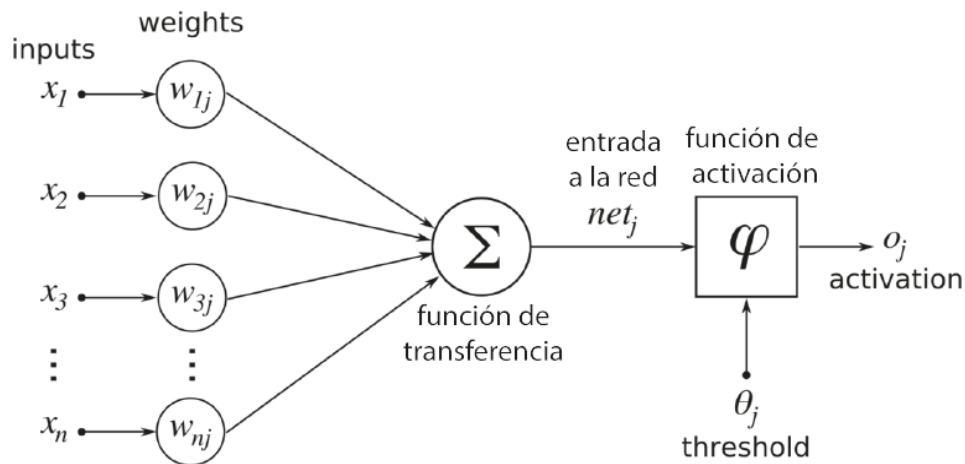 weights
inputs
x₁
w₁ⱼ
x₂
w₂ⱼ
x₃
w₃ⱼ
⋮
⋮
xₙ
wₙⱼ
Σ
función de
transferencia
entrada
a la red
netⱼ
función de
activación
φ
oⱼ
activation
θⱼ
threshold